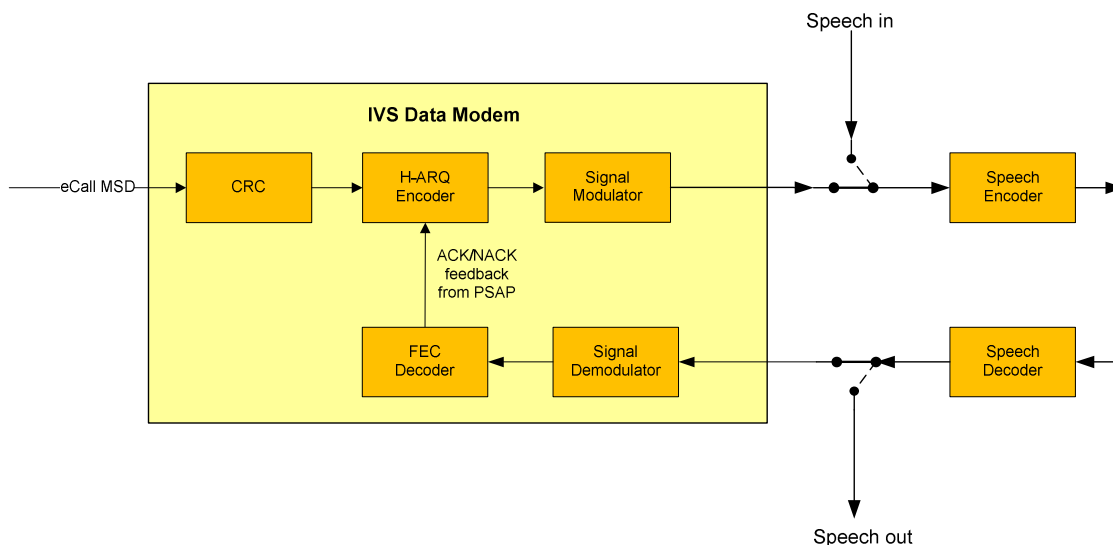 Speech in
IVS Data Modem
eCall MSD
CRC
H-ARQ
Encoder
Signal
Modulator
Speech
Encoder
ACK/NACK
feedback
from PSAP
FEC
Decoder
Signal
Demodulator
Speech
Decoder
Speech out